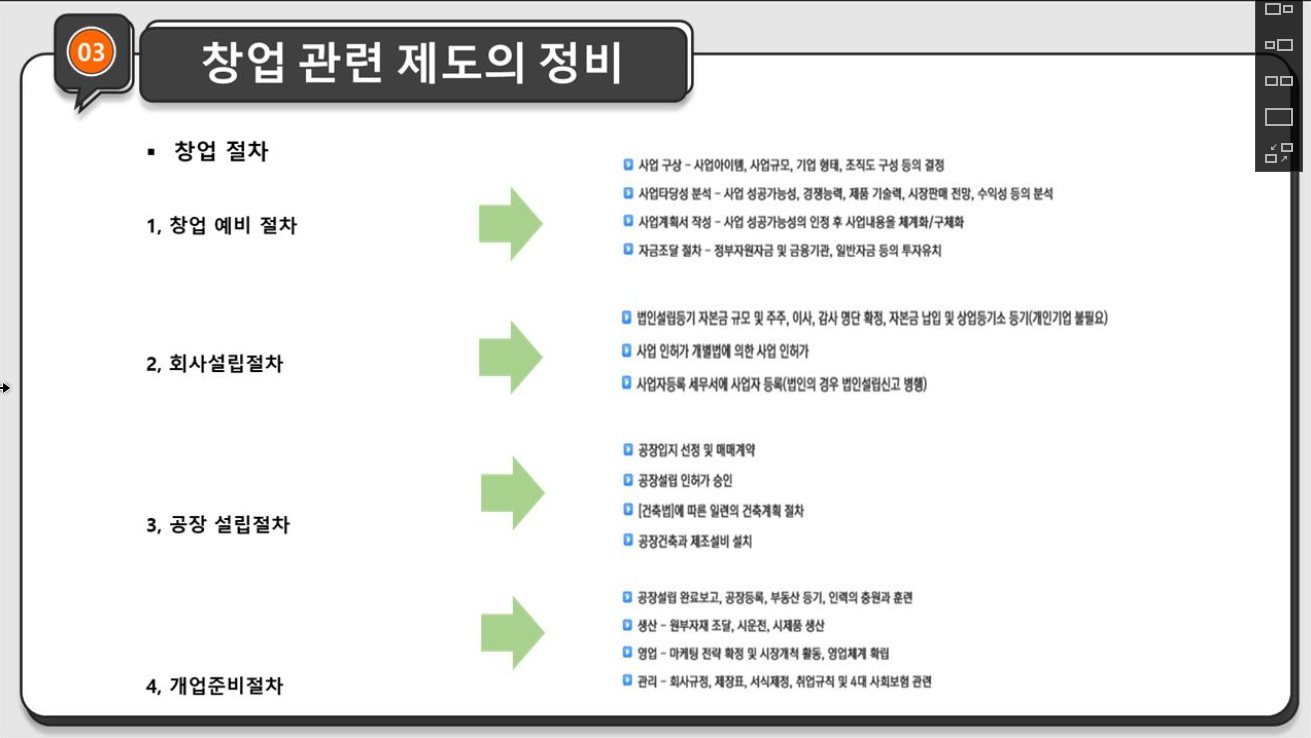 03
창업 관련 제도의 정비
▪ 창업 절차
1, 창업 예비 절차
사업 구상 - 사업아이템, 사업규모, 기업 형태, 조직도 구성 등의 결정
사업타당성 분석 - 사업 성공가능성, 경쟁능력, 제품 기술력, 시장판매 전망, 수익성 등의 분석
사업계획서 작성 - 사업 성공가능성의 인정 후 사업내용을 체계화/구체화
자금조달 절차 - 정부자원자금 및 금융기관, 일반자금 등의 투자유치
2, 회사설립절차
법인설립등기 자본금 규모 및 주주, 이사, 감사 명단 확정, 자본금 납입 및 상업등기소 등기(개인기업 불필요)
사업 인허가 개별법에 의한 사업 인허가
사업자등록 세무서에 사업자 등록(법인의 경우 법인설립신고 병행)
3, 공장 설립절차
공장입지 선정 및 매매계약
공장설립 인허가 승인
[건축법]에 따른 일련의 건축계획 절차
공장건축과 제조설비 설치
4, 개업준비절차
공장설립 완료보고, 공장등록, 부동산 등기, 인력의 충원과 훈련
생산 - 원부자재 조달, 시운전, 시제품 생산
영업 - 마케팅 전략 확정 및 시장개척 활동, 영업체계 확립
관리 - 회사규정, 제장표, 서식제정, 취업규칙 및 4대 사회보험 관련